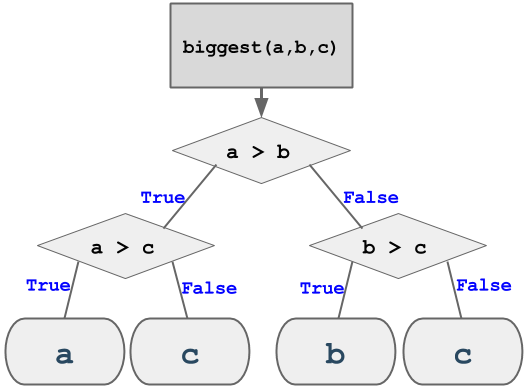 biggest(a,b,c)
a > b
True
False
a > c
b > c
True
False
True
False
a
c
b
c